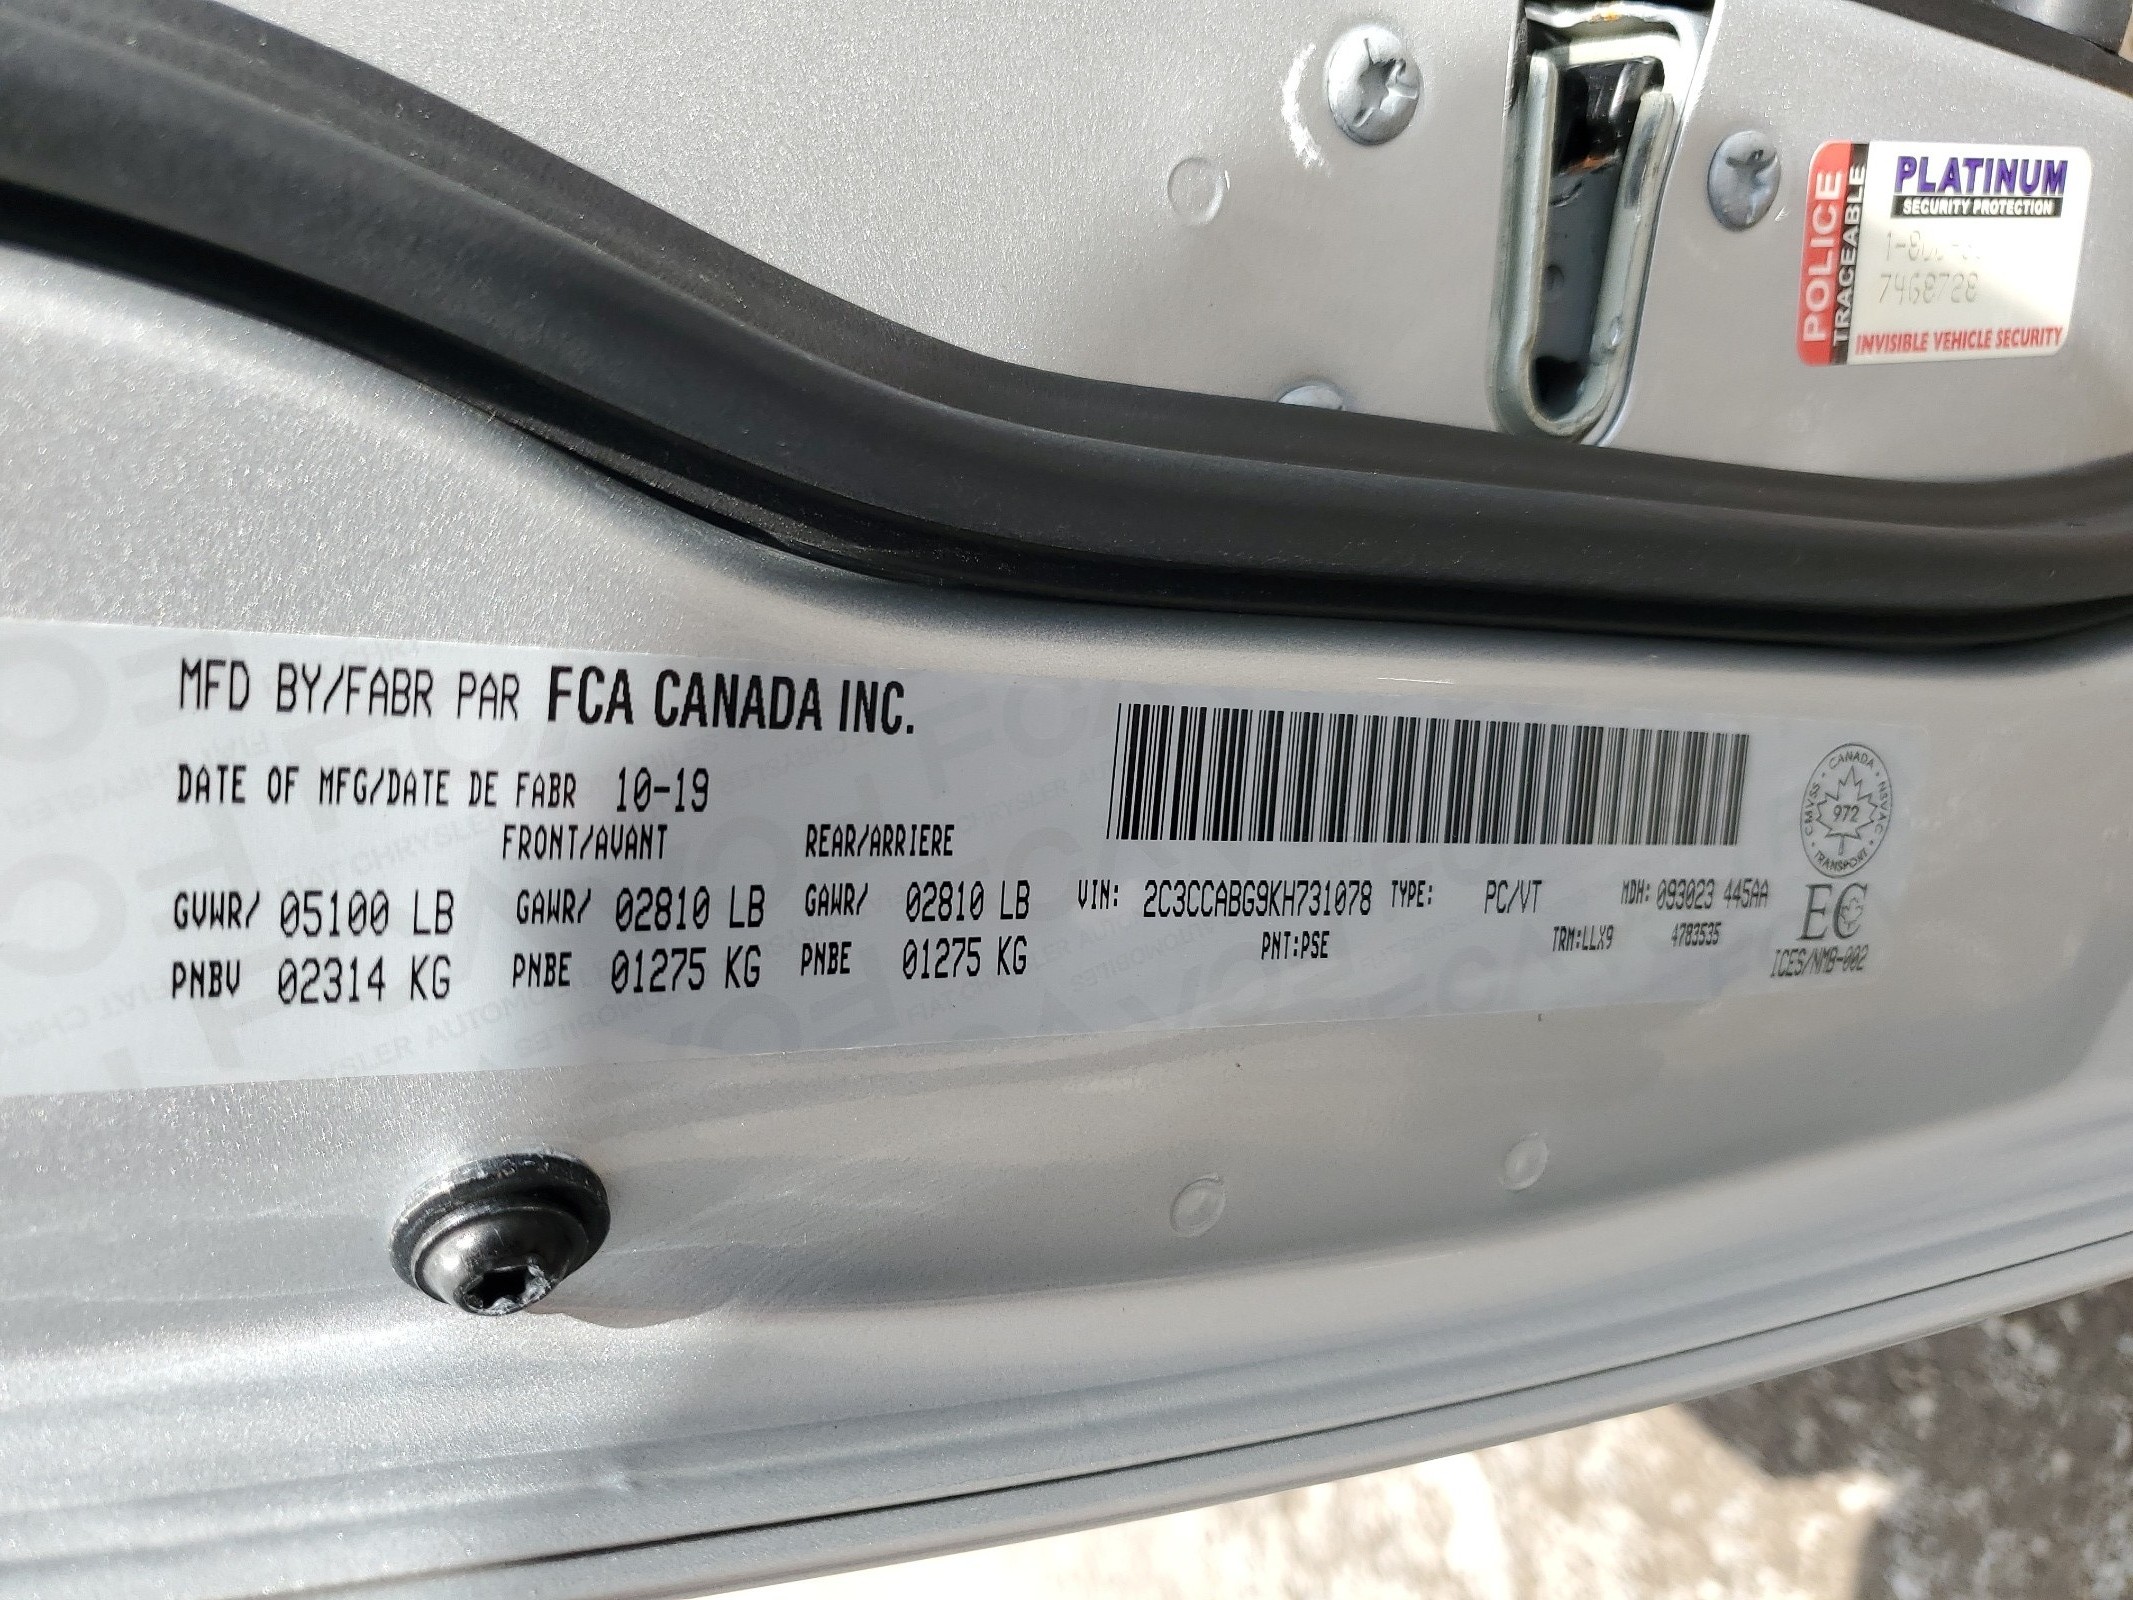 POLICE
TRACEABLE
PLATINUM
SECURITY PROTECTION
7468728
INVISIBLE VEHICLE SECURITY
MFD BY/FABR PAR FCA CANADA INC.
DATE OF MFG/DATE DE FABR 10-19
FRONT/AVANT REAR/ARRIERE
GVWR/ 05100 LB GAWR/ 02810 LB GAWR/ 02810 LB
PNBV 02314 KG PNBE 01275 KG PNBE 01275 KG
VIN: 2C3CCABG9KH731078 TYPE: PC/VT MDH: 093023 445AA
PNT:PSE TRM:LLX9 4783535
CANADA
CMVSS 972 NSVAC
TRANSPORT
EC
ICES/NMB-002